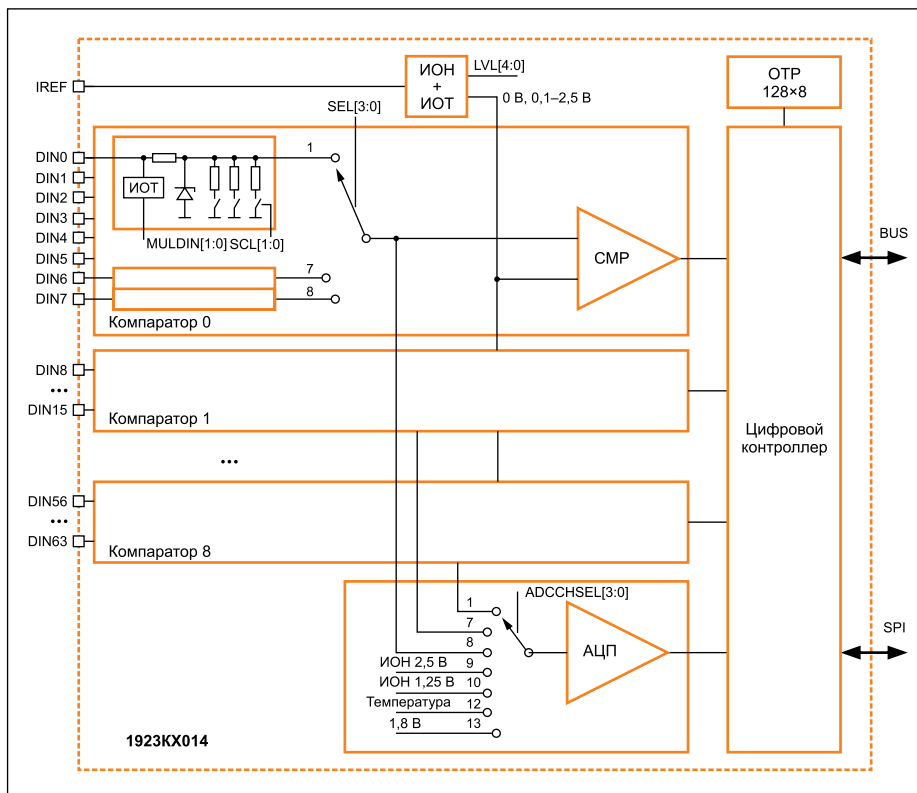 IREF
ИОН
+
ИОТ
LVL[4:0]
0 В, 0,1–2,5 В
OTP
128×8
SEL[3:0]
DIN0
DIN1
DIN2
DIN3
DIN4
DIN5
DIN6
DIN7
ИОТ
MULDIN[1:0]
SCL[1:0]
1
7
8
CMP
Компаратор 0
BUS
DIN8
...
DIN15
Компаратор 1
Цифровой
контроллер
...
DIN56
...
DIN63
Компаратор 8
ADCCHSEL[3:0]
1
7
8
ИОН 2,5 В
9
ИОН 1,25 В
10
Температура
12
1,8 В
13
АЦП
SPI
1923КХ014